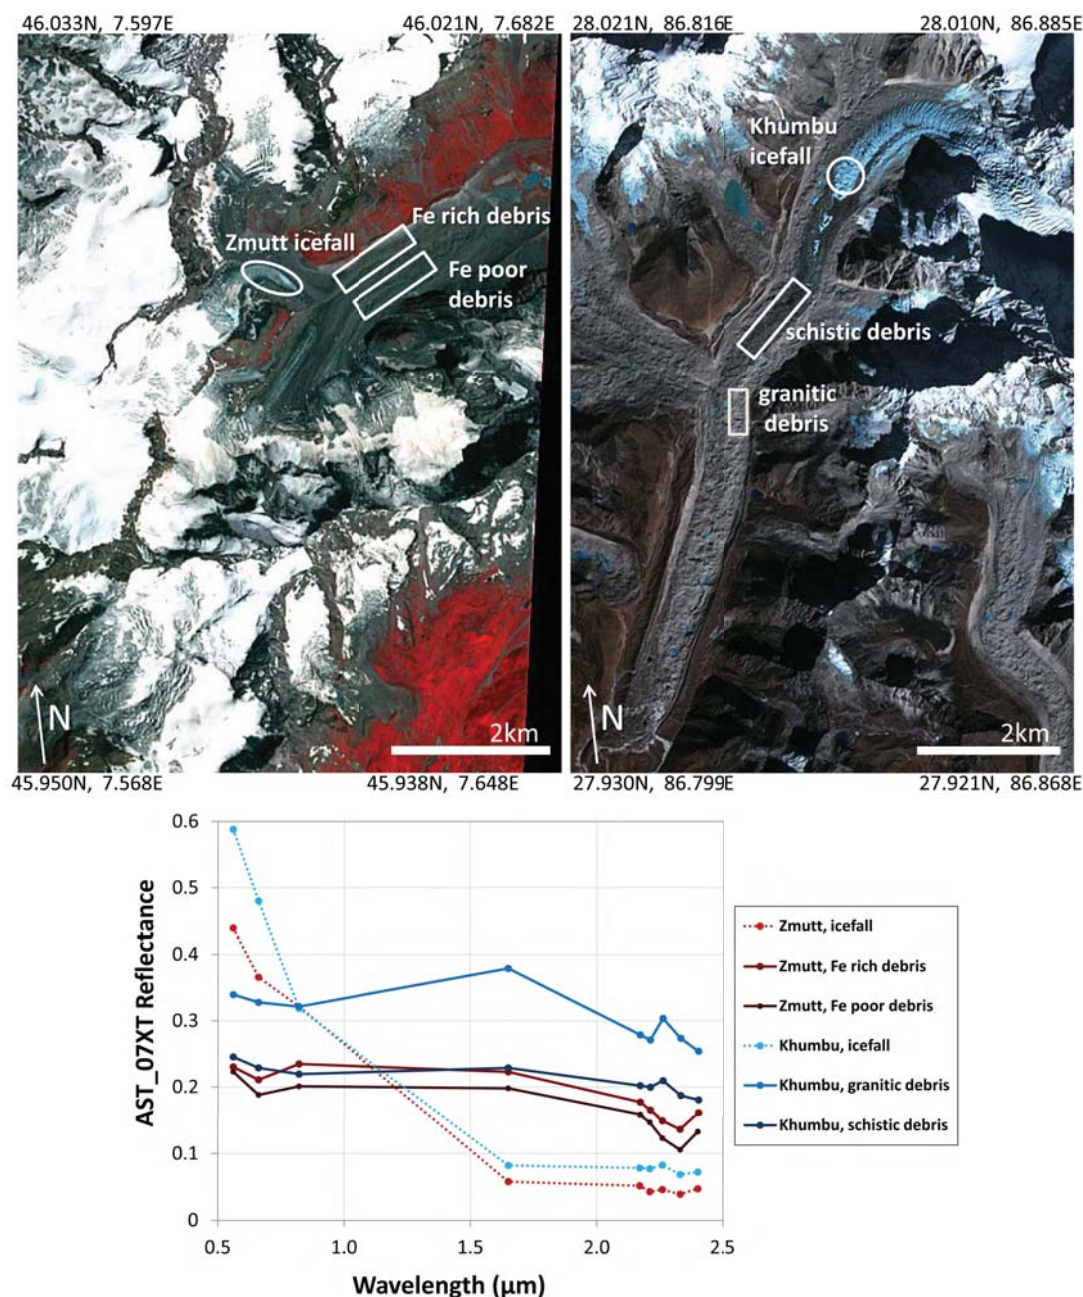 46.033N, 7.597E
46.021N, 7.682E
28.021N, 86.816E
28.010N, 86.885E
Zmutt icefall
Fe rich debris
Fe poor
debris
N
2km
Khumbu
icefall
schistic debris
granitic
debris
N
2km
45.950N, 7.568E
45.938N, 7.648E
27.930N, 86.799E
27.921N, 86.868E
AST_07XT Reflectance
0.6
0.5
0.4
0.3
0.2
0.1
0
0.5
1.0
1.5
2.0
2.5
Wavelength (μm)
Zmutt, icefall
Zmutt, Fe rich debris
Zmutt, Fe poor debris
Khumbu, icefall
Khumbu, granitic debris
Khumbu, schistic debris